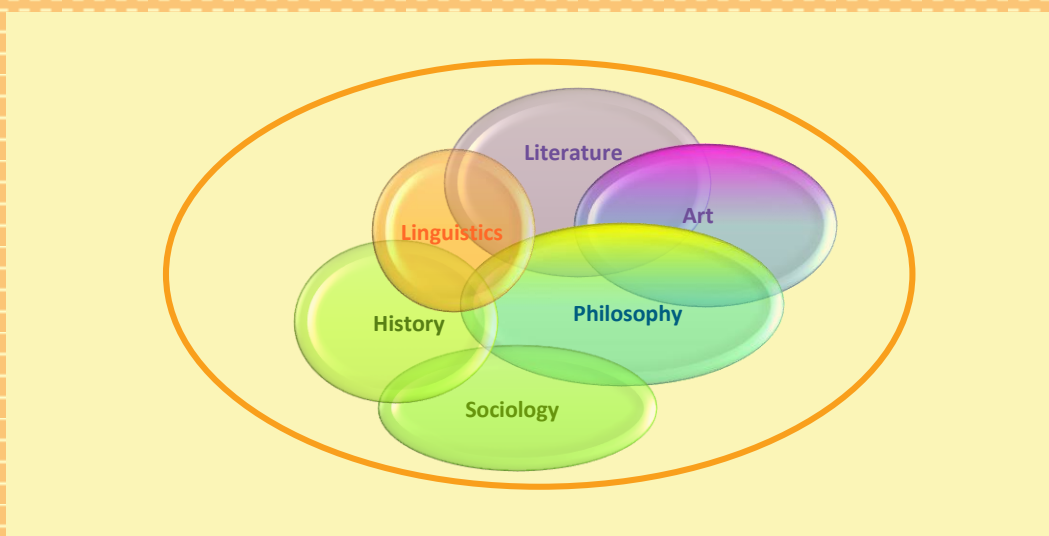 Literature
Art
Linguistics
Philosophy
History
Sociology